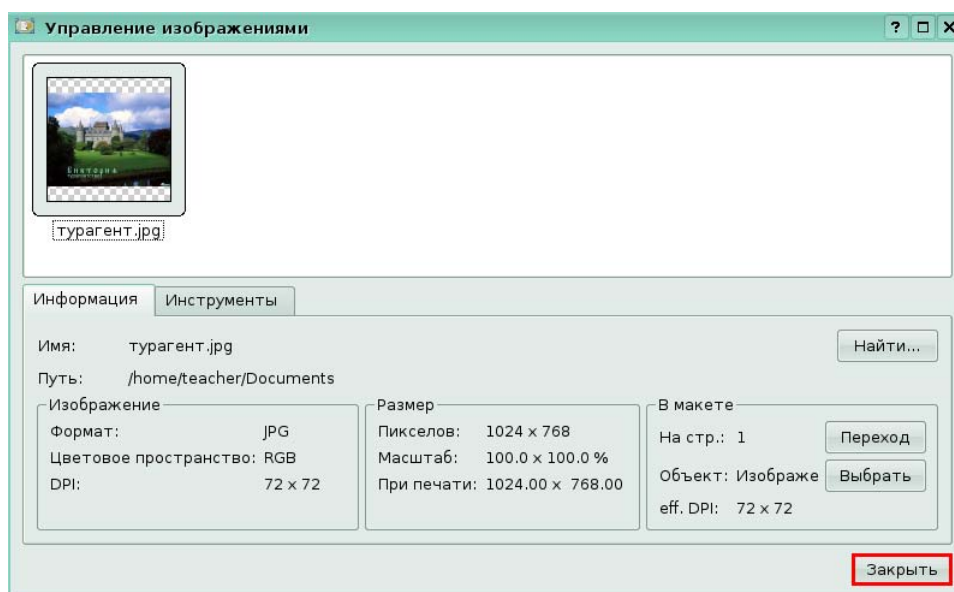 Управление изображениями
Виктория
турагент.jpg
Информация Инструменты
Имя: турагент.jpg
Найти...
Путь: /home/teacher/Documents
Изображение
Формат: JPG
Цветовое пространство: RGB
DPI: 72 x 72
Размер
Пикселов: 1024 x 768
Масштаб: 100.0 x 100.0 %
При печати: 1024.00 x 768.00
В макете
На стр.: 1 Переход
Объект: Изображе Выбрать
eff. DPI: 72 x 72
Закрыть